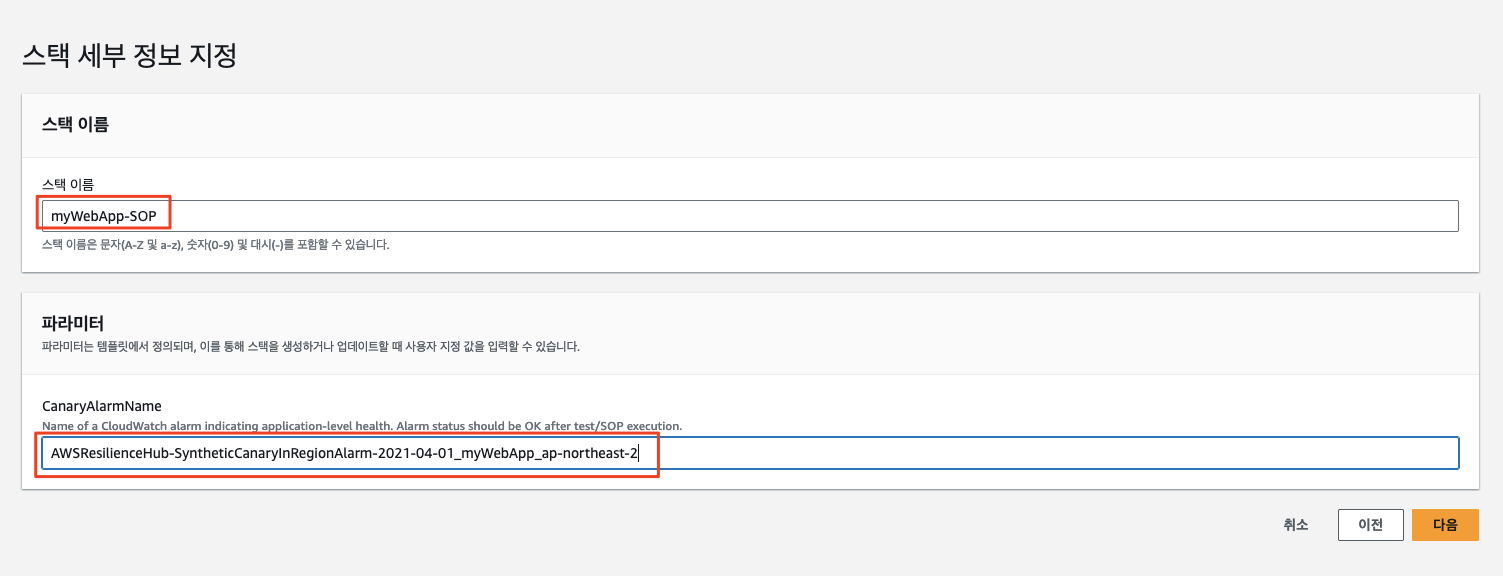 스택 세부 정보 지정
스택 이름
스택 이름
myWebApp-SOP
스택 이름은 문자(A-Z 및 a-z), 숫자(0-9) 및 대시(-)를 포함할 수 있습니다.
파라미터
파라미터는 템플릿에서 정의되며, 이를 통해 스택을 생성하거나 업데이트할 때 사용자 지정 값을 입력할 수 있습니다.
CanaryAlarmName
Name of a CloudWatch alarm indicating application-level health. Alarm status should be OK after test/SOP execution.
AWSResilienceHub-SyntheticCanaryInRegionAlarm-2021-04-01_myWebApp_ap-northeast-2
취소 이전 다음